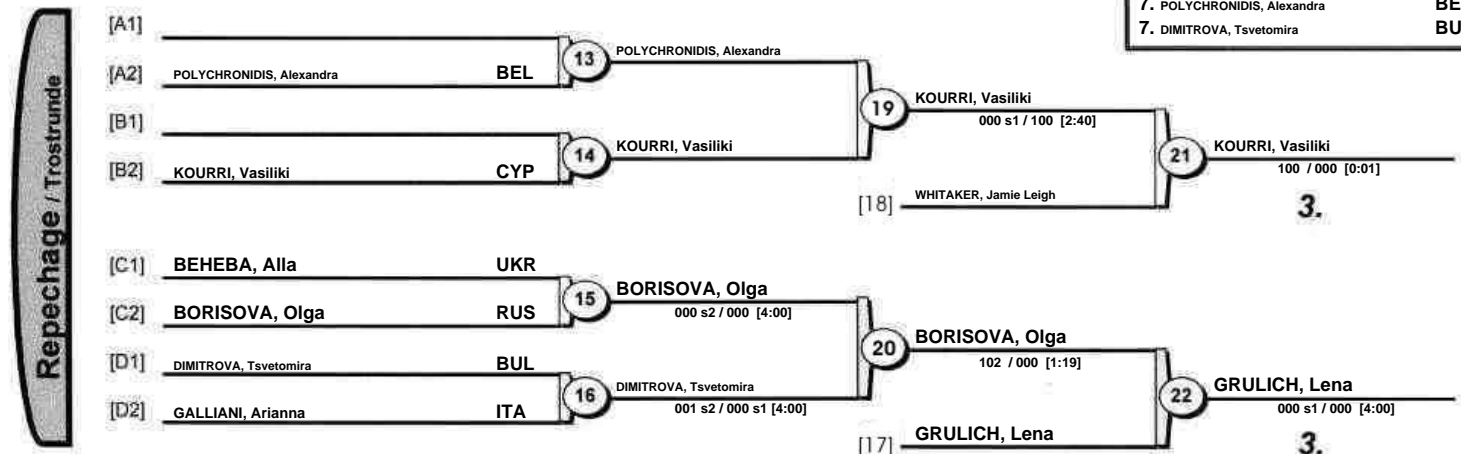 7. POLYCHRONIDIS, Alexandra BE
7. DIMITROVA, Tsvetomira BU
Repechage / Trostrunde
[A1]
[A2] POLYCHRONIDIS, Alexandra BEL
13 POLYCHRONIDIS, Alexandra
[B1]
[B2] KOURRI, Vasiliki CYP
14 KOURRI, Vasiliki
19 KOURRI, Vasiliki
000 s1 / 100 [2:40]
[18] WHITAKER, Jamie Leigh
21 KOURRI, Vasiliki
100 / 000 [0:01]
3.
[C1] BEHEBA, Alla UKR
[C2] BORISOVA, Olga RUS
15 BORISOVA, Olga
000 s2 / 000 [4:00]
[D1] DIMITROVA, Tsvetomira BUL
[D2] GALLIANI, Arianna ITA
16 DIMITROVA, Tsvetomira
001 s2 / 000 s1 [4:00]
20 BORISOVA, Olga
102 / 000 [1:19]
[17] GRULICH, Lena
22 GRULICH, Lena
000 s1 / 000 [4:00]
3.